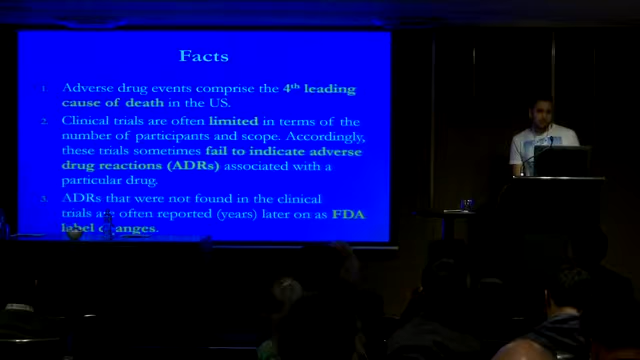 Facts
1. Adverse drug events comprise the 4th leading
cause of death in the US.
2. Clinical trials are often limited in terms of the
number of participants and scope. Accordingly,
these trials sometimes fail to indicate adverse
drug reactions (ADRs) associated with a
particular drug.
3. ADRs that were not found in the clinical
trials are often reported (years) later on as FDA
label changes.